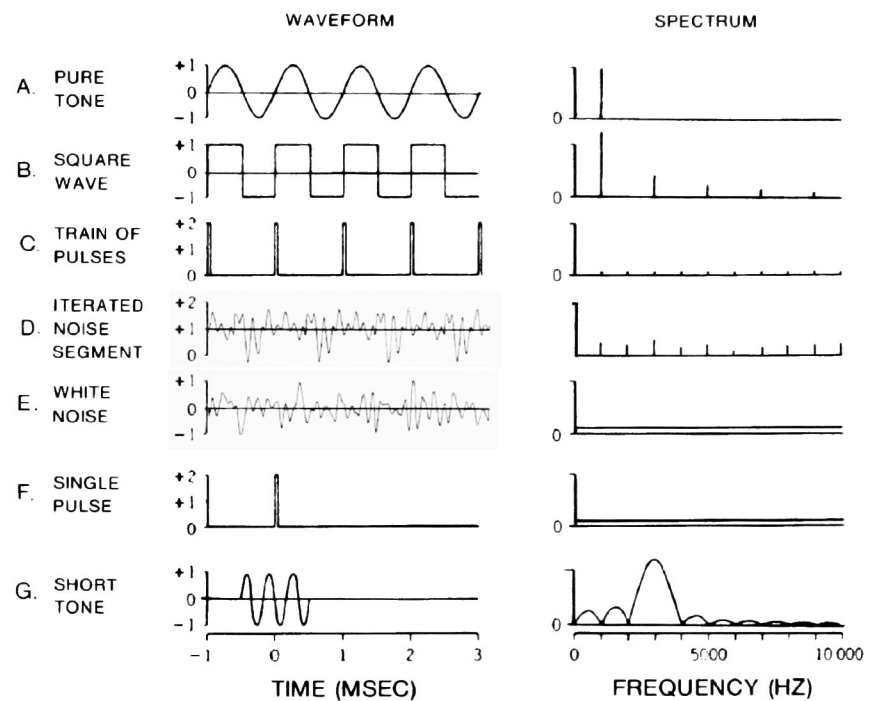 WAVEFORM SPECTRUM
A. PURE TONE
+1
0
−1
0
B. SQUARE WAVE
+1
0
−1
0
C. TRAIN OF PULSES
+2
+1
0
0
D. ITERATED NOISE SEGMENT
+2
+1
0
0
E. WHITE NOISE
+1
0
−1
0
F. SINGLE PULSE
+2
+1
0
0
G. SHORT TONE
+1
0
−1
0
−1 0 1 2 3 0 5000 10 000
TIME (MSEC) FREQUENCY (HZ)